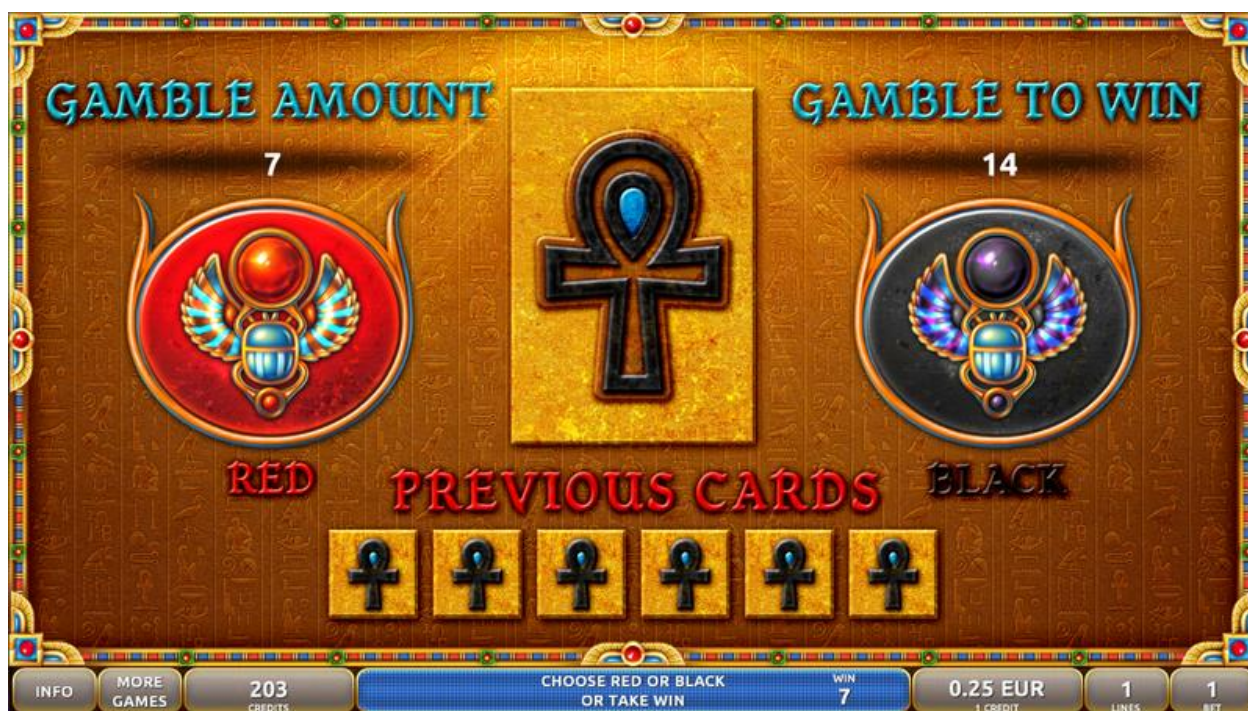 GAMBLE AMOUNT
7
GAMBLE TO WIN
14
RED
BLACK
PREVIOUS CARDS
INFO
MORE
GAMES
203
CREDITS
CHOOSE RED OR BLACK
OR TAKE WIN
WIN
7
0.25 EUR
1 CREDIT
1
LINES
1
BET